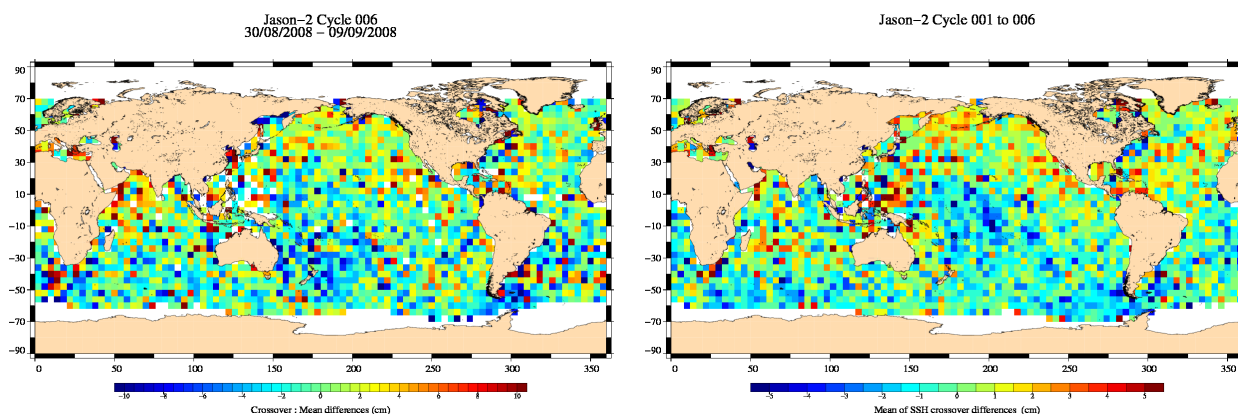 Jason−2 Cycle 006
30/08/2008 − 09/09/2008
90
70
50
30
10
−10
−30
−50
−70
−90
0 50 100 150 200 250 300 350
−10 −8 −6 −4 −2 0 2 4 6 8 10
Crossover : Mean differences (cm)
Jason−2 Cycle 001 to 006
90
70
50
30
10
−10
−30
−50
−70
−90
0 50 100 150 200 250 300 350
−5 −4 −3 −2 −1 0 1 2 3 4 5
Mean of SSH crossover differences (cm)